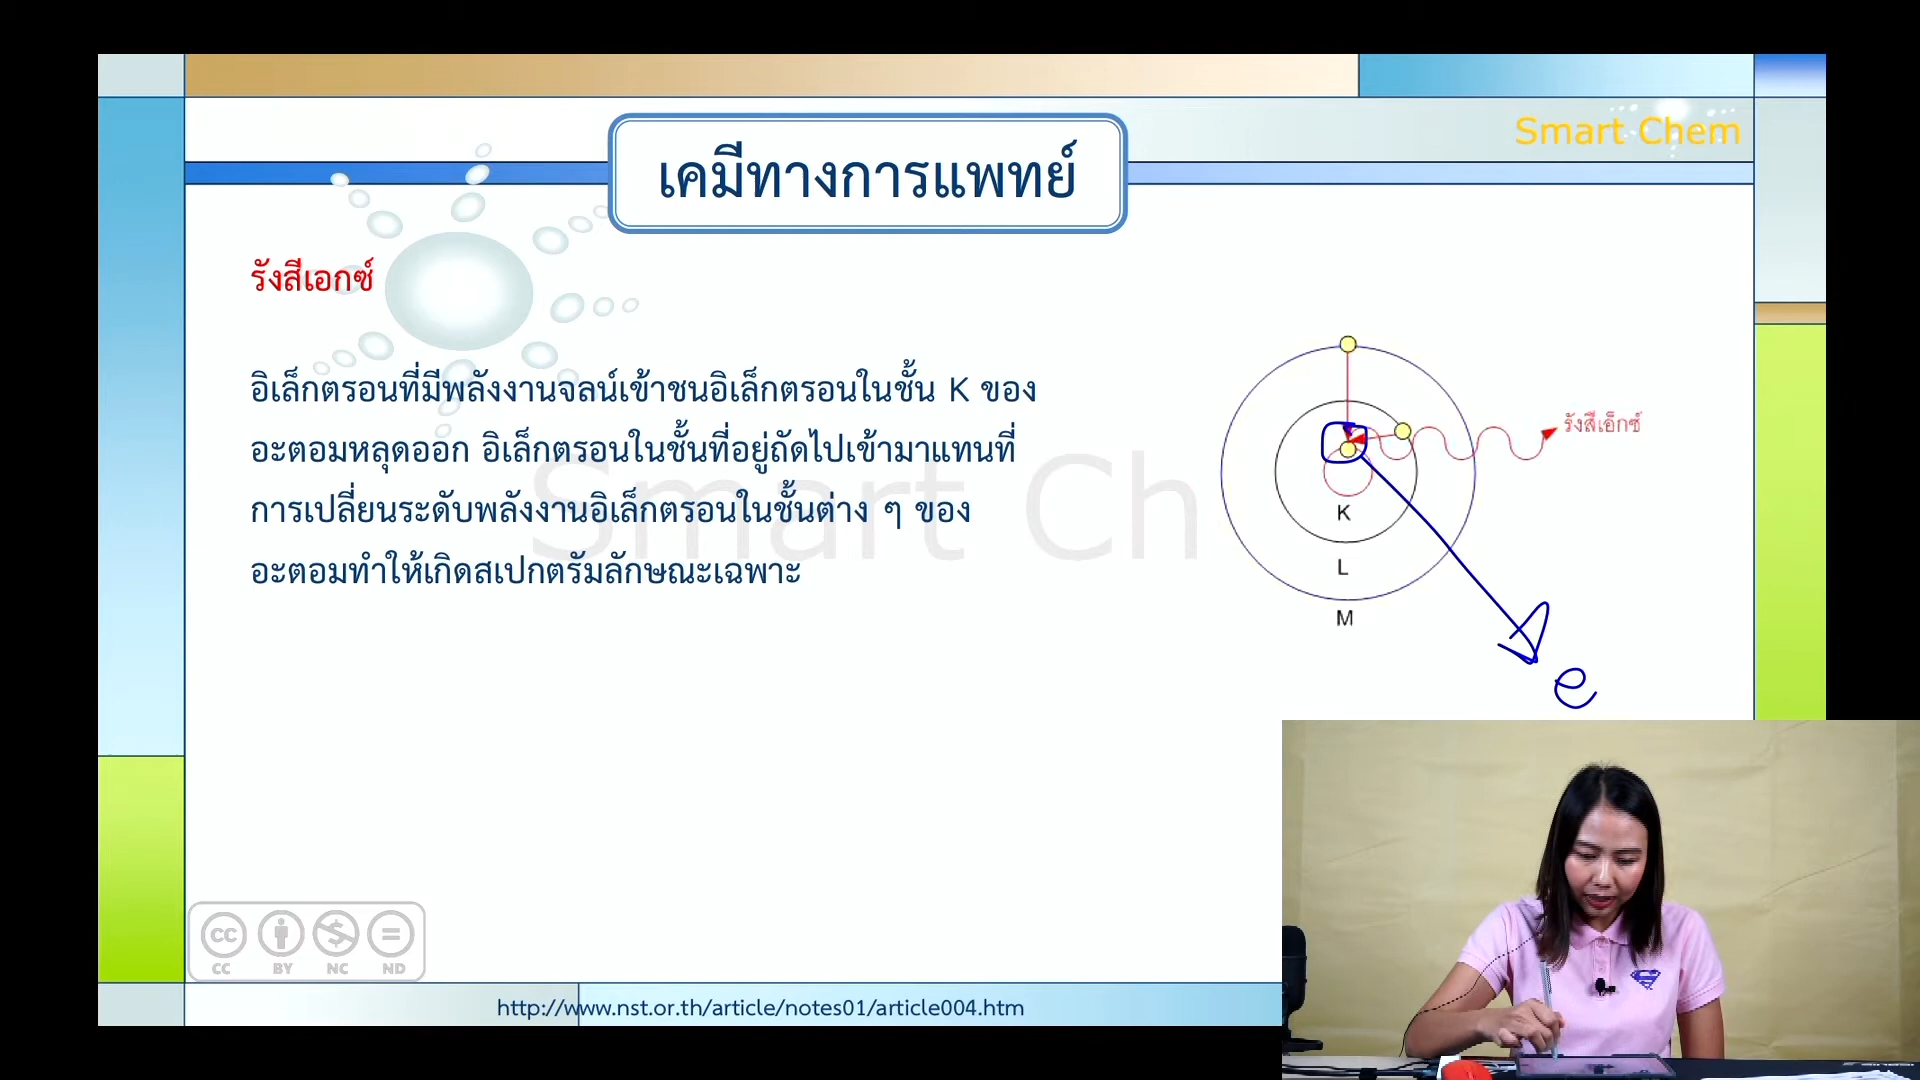 Smart Chem
เคมีทางการแพทย์
รังสีเอกซ์
อิเล็กตรอนที่มีพลังงานจลน์เข้าชนอิเล็กตรอนในชั้น K ของ
อะตอมหลุดออก อิเล็กตรอนในชั้นที่อยู่ถัดไปเข้ามาแทนที่
การเปลี่ยนระดับพลังงานอิเล็กตรอนในชั้นต่าง ๆ ของ
อะตอมทำให้เกิดสเปกตรัมลักษณะเฉพาะ
Smart Ch
รังสีเอ็กซ์
K
L
M
e
CC
CC BY NC ND
http://www.nst.or.th/article/notes01/article004.htm